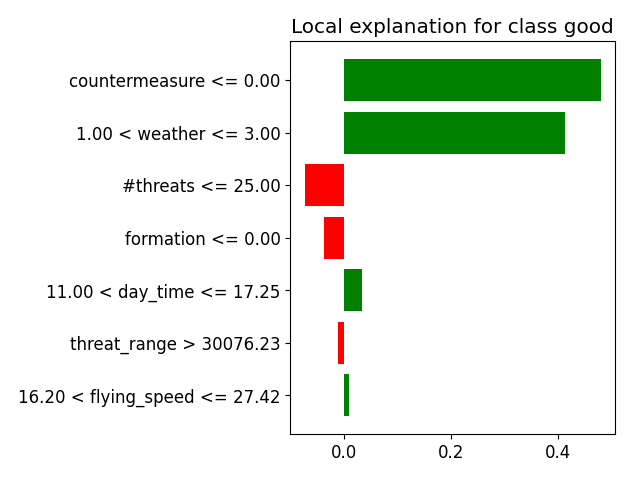 Local explanation for class good
countermeasure <= 0.00
1.00 < weather <= 3.00
#threats <= 25.00
formation <= 0.00
11.00 < day_time <= 17.25
threat_range > 30076.23
16.20 < flying_speed <= 27.42
0.0 0.2 0.4